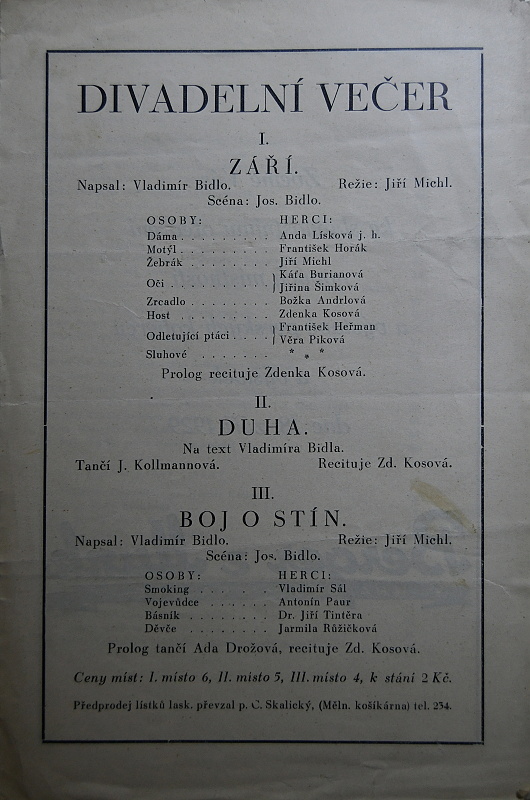 DIVADELNÍ VEČER
I.
ZÁŘÍ.
Napsal: Vladimír Bidlo. Režie: Jiří Michl.
Scéna: Jos. Bidlo.
OSOBY: HERCI:
Dáma . . . . . . . . . Anda Lísková j. h.
Motýl . . . . . . . . . František Horák
Žebrák . . . . . . . . Jiří Michl
Oči . . . . . . . . . . Káťa Burianová
Jiřina Šimková
Zrcadlo . . . . . . . . Božka Andrlová
Host . . . . . . . . . Zdenka Kosová
Odletující ptáci . . . . František Heřman
Věra Piková
Sluhové . . . . . . . * * *
Prolog recituje Zdenka Kosová.
II.
DUHA.
Na text Vladimíra Bidla.
Tančí J. Kollmannová. Recituje Zd. Kosová.
III.
BOJ O STÍN.
Napsal: Vladimír Bidlo. Režie: Jiří Michl.
Scéna: Jos. Bidlo.
OSOBY: HERCI:
Smoking . . . . . . Vladimír Sál
Vojevůdce . . . . . . Antonín Paur
Básník . . . . . . . . Dr. Jiří Tintěra
Děvče . . . . . . . . Jarmila Růžičková
Prolog tančí Ada Drožová, recituje Zd. Kosová.
Ceny míst: I. místo 6, II. místo 5, III. místo 4, k stání 2 Kč.
Předprodej lístků lask. převzal p. Č. Skalický, (Měln. košíkárna) tel. 234.